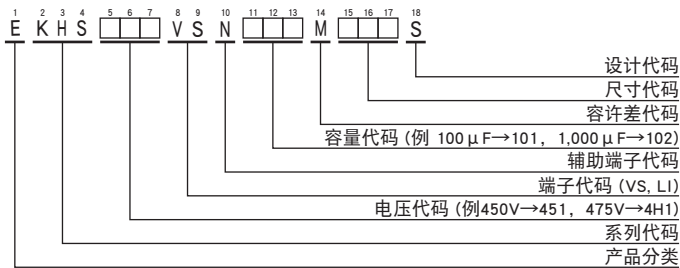 1 2 3 4 5 6 7 8 9 10 11 12 13 14 15 16 17 18
E KHS □□□ VS N □□□ M □□□ S
设计代码
尺寸代码
容许差代码
容量代码 (例 100μF→101，1,000μF→102)
辅助端子代码
端子代码 (VS, LI)
电压代码 (例450V→451，475V→4H1)
系列代码
产品分类